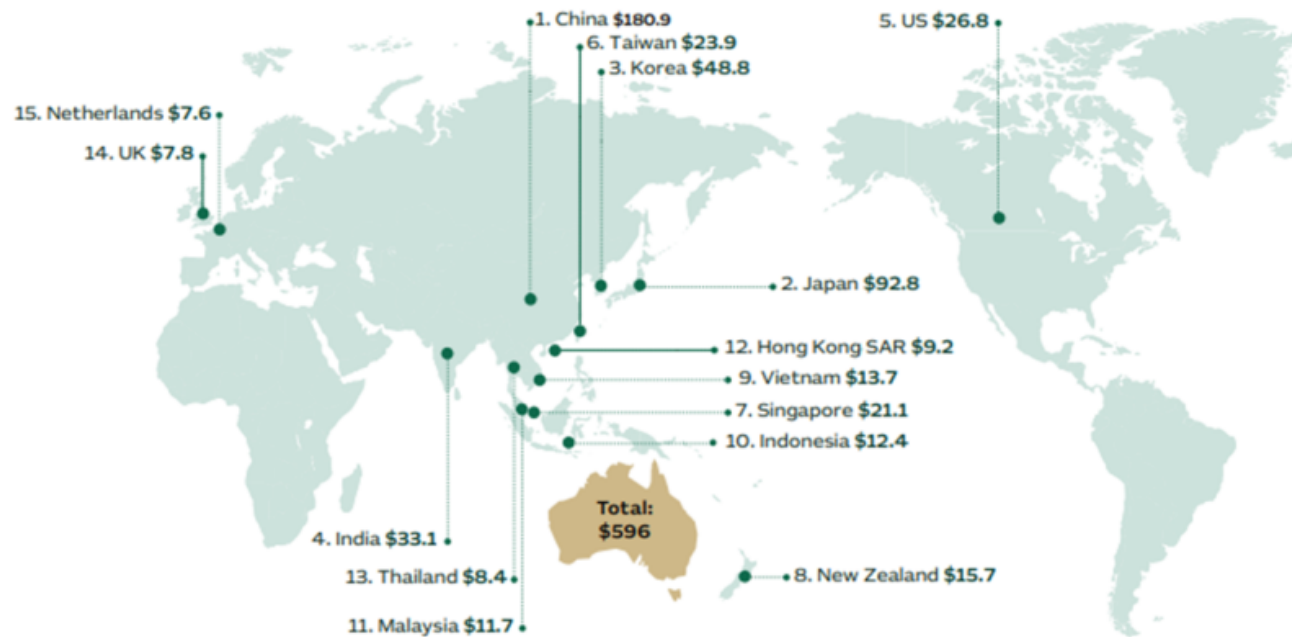 1. China $180.9
5. US $26.8
6. Taiwan $23.9
3. Korea $48.8
15. Netherlands $7.6
14. UK $7.8
2. Japan $92.8
12. Hong Kong SAR $9.2
9. Vietnam $13.7
7. Singapore $21.1
10. Indonesia $12.4
Total:
$596
4. India $33.1
13. Thailand $8.4
8. New Zealand $15.7
11. Malaysia $11.7